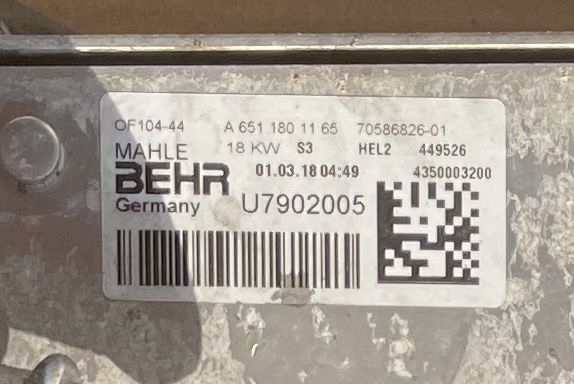 OF104-44 A 651 180 11 65 70586826-01
MAHLE 18 KW S3 HEL2 449526
BEHR 01.03.18 04:49 4350003200
Germany U7902005